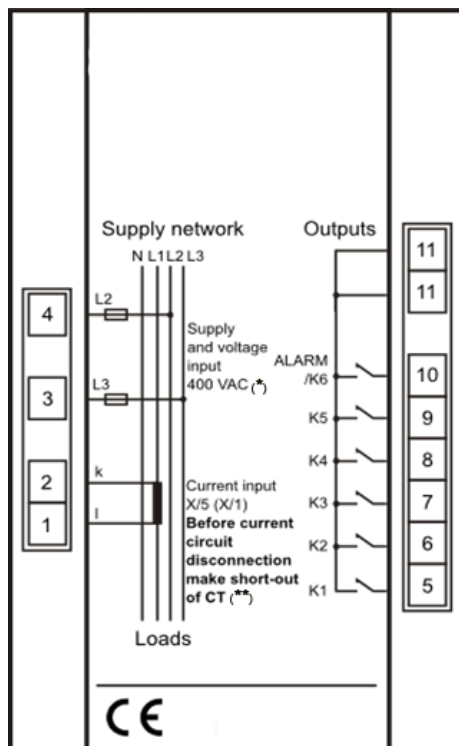 Supply network
Outputs
N L1 L2 L3
11
11
4
L2
Supply
and voltage
input
400 VAC (*)
ALARM
/K6
10
3
L3
K5
9
K4
8
2
k
Current input
X/5 (X/1)
Before current
circuit
disconnection
make short-out
of CT (**)
K3
7
1
l
K2
6
K1
5
Loads
CE